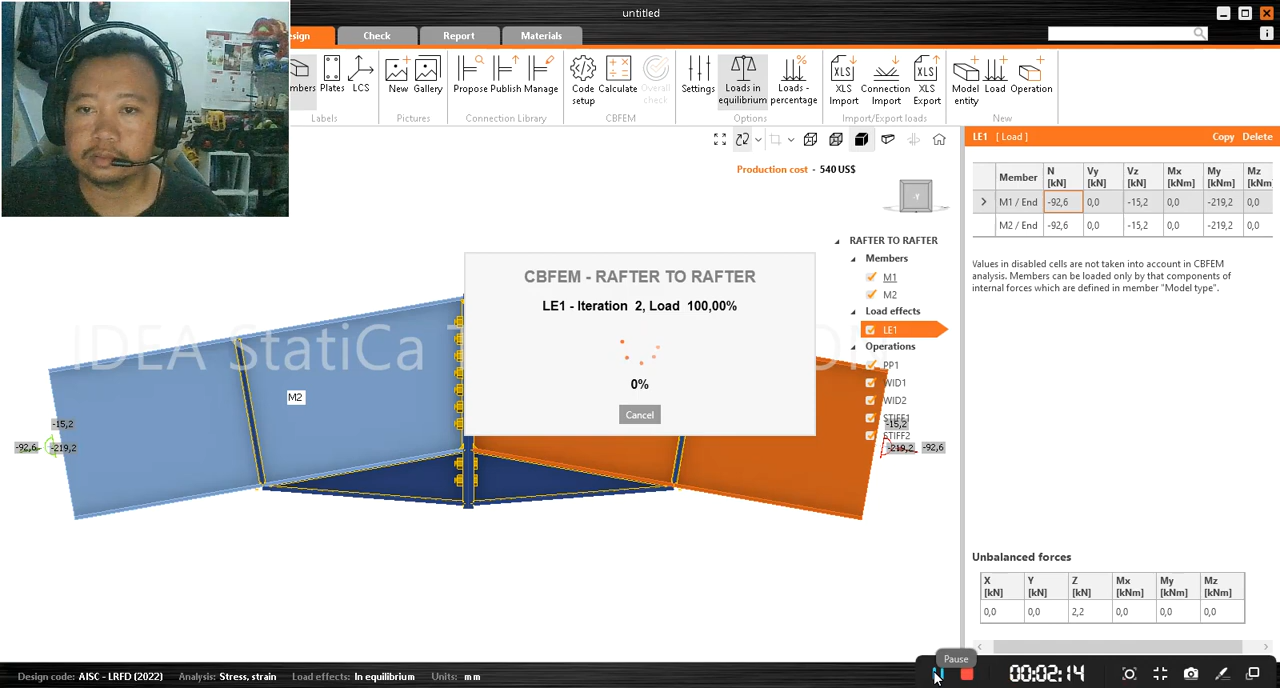 untitled
sign Check Report Materials
mbers Plates LCS
New Gallery
Propose Publish Manage
Code setup Calculate Overall check
Settings Loads in equilibrium Loads - percentage
XLS Import Connection Import XLS Export
Model entity Load Operation
Labels Pictures Connection Library CBFEM Options Import/Export loads New
LE1 [ Load ] Copy Delete
Production cost - 540 US$
-Y
Member N [kN] Vy [kN] Vz [kN] Mx [kNm] My [kNm] Mz [kNm
M1 / End -92,6 0,0 -15,2 0,0 -219,2 0,0
M2 / End -92,6 0,0 -15,2 0,0 -219,2 0,0
Values in disabled cells are not taken into account in CBFEM
analysis. Members can be loaded only by that components of
internal forces which are defined in member "Model type".
RAFTER TO RAFTER
Members
M1
M2
Load effects
LE1
Operations
PP1
WID1
WID2
STIFF1
STIFF2
CBFEM - RAFTER TO RAFTER
LE1 - Iteration 2, Load 100,00%
0%
Cancel
IDEA StatiCa
M2
-15,2
-92,6 -219,2
-15,2
-219,2 -92,6
Unbalanced forces
X [kN] Y [kN] Z [kN] Mx [kNm] My [kNm] Mz [kNm]
0,0 0,0 2,2 0,0 0,0 0,0
Pause
00:02:14
Design code: AISC - LRFD (2022) Analysis: Stress, strain Load effects: In equilibrium Units: mm